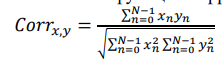 Corr_{x,y} = \frac{\sum_{n=0}^{N-1} x_n y_n}{\sqrt{\sum_{n=0}^{N-1} x_n^2 \sum_{n=0}^{N-1} y_n^2}}